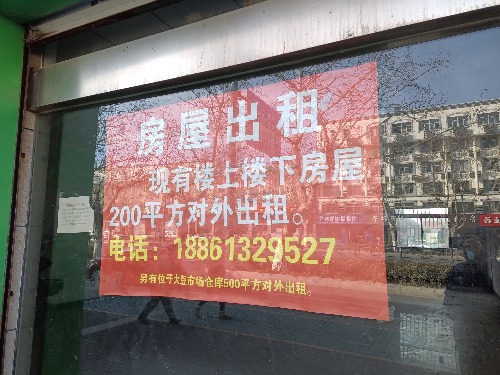 房屋出租
现有楼上楼下房屋
200平方对外出租。
电话：18861329527
另有位于大臣市场仓库500平方对外出租。